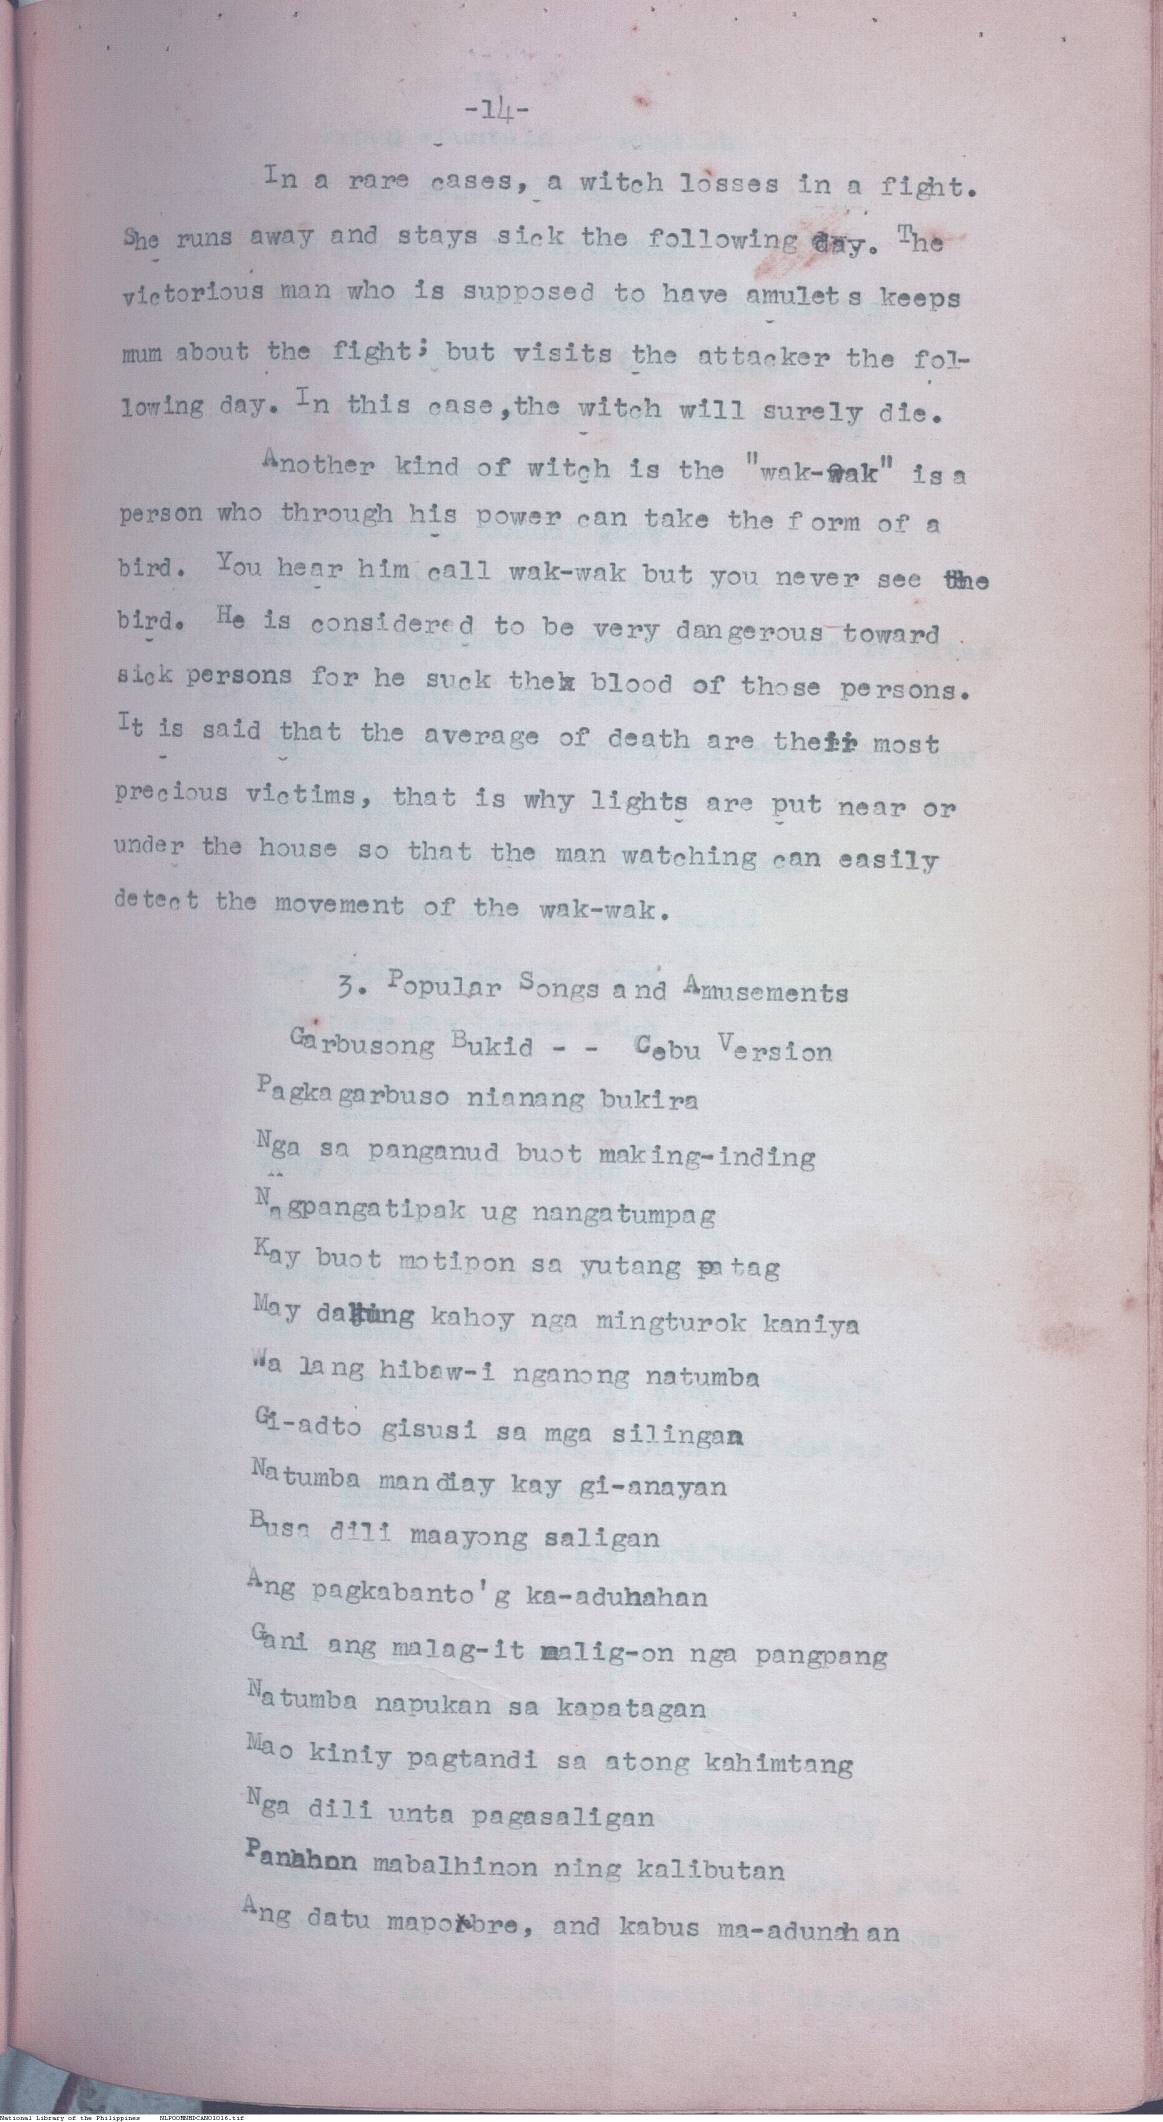 -14-
In a rare cases, a witch losses in a fight.
She runs away and stays sick the following day. The
victorious man who is supposed to have amulets keeps
mum about the fight; but visits the attacker the fol-
lowing day. In this case,the witch will surely die.
Another kind of witch is the "wak-wak" is a
person who through his power can take the form of a
bird. You hear him call wak-wak but you never see the
bird. He is considered to be very dangerous toward
sick persons for he suck the blood of those persons.
It is said that the average of death are their most
precious victims, that is why lights are put near or
under the house so that the man watching can easily
detect the movement of the wak-wak.
3. Popular Songs and Amusements
Garbusong Bukid - - Cebu Version
Pagkagarbuso nianang bukira
Nga sa panganud buot making-inding
Nagpangatipak ug nangatumpag
Kay buot motipon sa yutang patag
May dakung kahoy nga mingturok kaniya
Wa lang hibaw-i nganong natumba
Gi-adto gisusi sa mga silingan
Natumba mandiay kay gi-anayan
Busa dili maayong saligan
Ang pagkabanto'g ka-aduhahan
Gani ang malag-it malig-on nga pangpang
Natumba napukan sa kapatagan
Mao kiniy pagtandi sa atong kahimtang
Nga dili unta pagasaligan
Panahon mabalhinon ning kalibutan
Ang datu mapobre, and kabus ma-adunahan
National Library of the Philippines